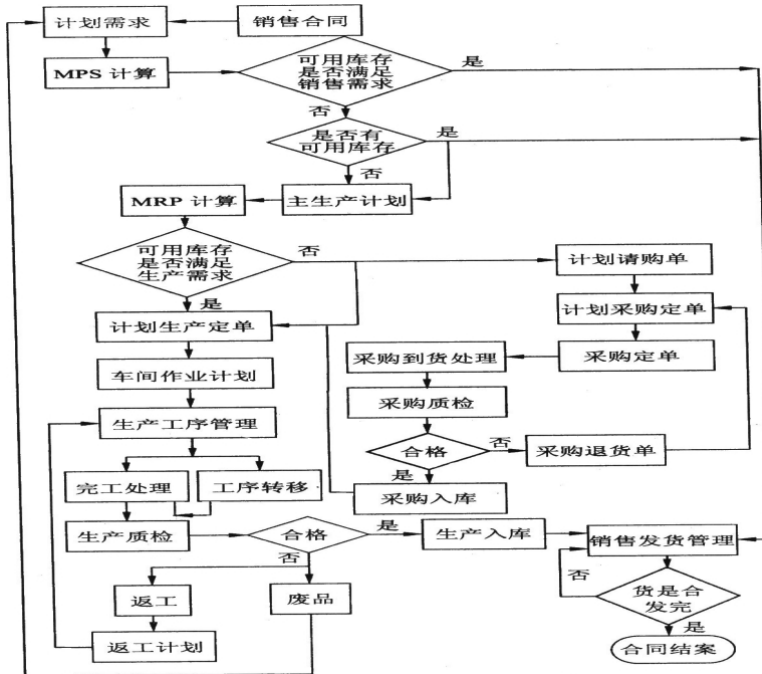 计划需求
销售合同
MPS 计算
可用库存
是否满足
销售需求
是
否
是否有
可用库存
是
否
MRP 计算
主生产计划
可用库存
是否满足
生产需求
否
计划请购单
是
计划生产定单
计划采购定单
采购到货处理
采购定单
车间作业计划
采购质检
生产工序管理
合格
否
采购退货单
是
完工处理
工序转移
采购入库
生产质检
合格
是
生产入库
销售发货管理
否
否
货是合
发完
返工
废品
是
返工计划
合同结案